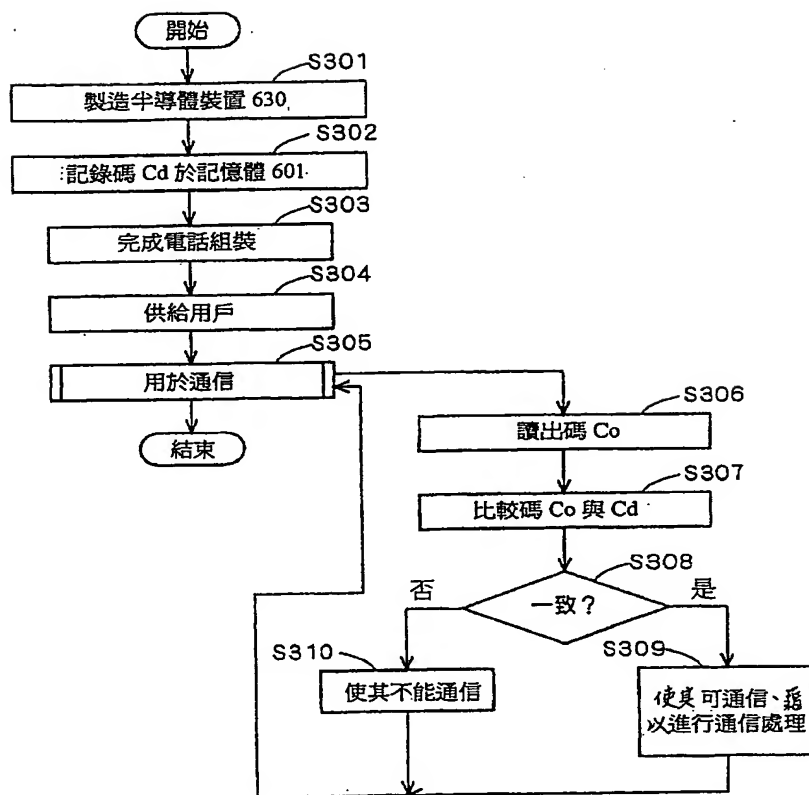 開始
S301
製造半導體裝置 630
S302
記錄碼 Cd 於記憶體 601
S303
完成電話組裝
S304
供給用戶
S305
用於通信
結束
S306
讀出碼 Co
S307
比較碼 Co 與 Cd
S308
一致？
否
是
S310
使其不能通信
S309
使其可通信、
以進行通信處理